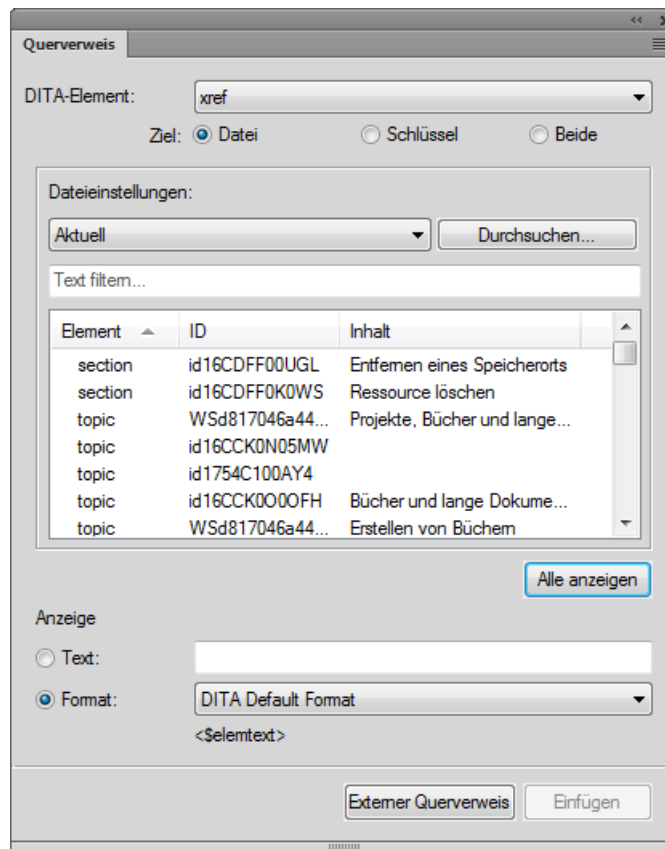 Querverweis
DITA-Element: xref
Ziel: Datei Schlüssel Beide
Dateieinstellungen:
Aktuell Durchsuchen...
Text filtern...
Element ID Inhalt
section id16CDFF00UGL Entfernen eines Speicherorts
section id16CDFF0K0WS Ressource löschen
topic WSd817046a44... Projekte, Bücher und lange...
topic id16CCK0N05MW
topic id1754C100AY4
topic id16CCK0O0OFH Bücher und lange Dokume...
topic WSd817046a44... Erstellen von Büchern
Alle anzeigen
Anzeige
Text:
Format: DITA Default Format
<$elemtext>
Externer Querverweis Einfügen